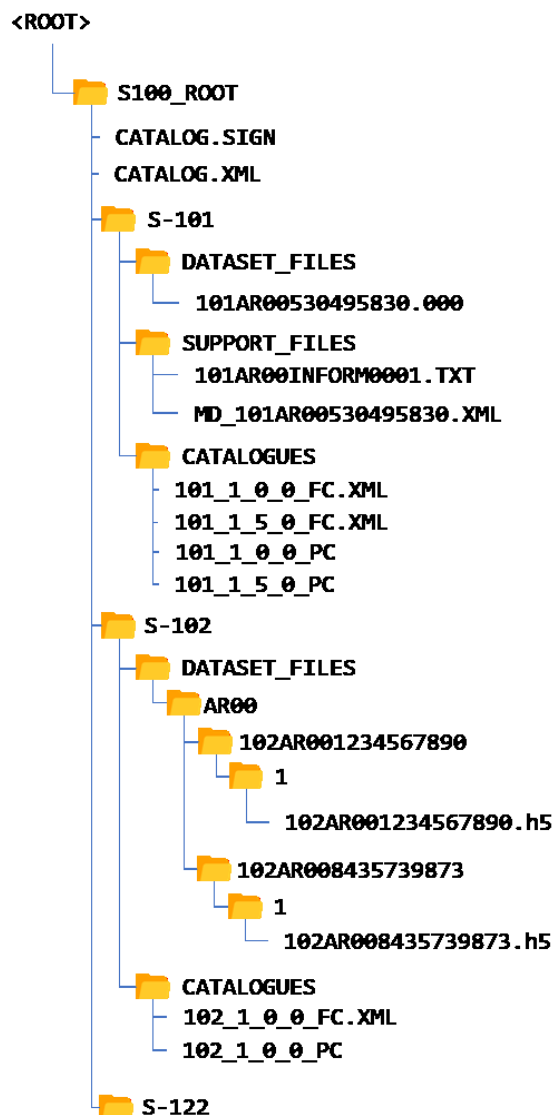 <ROOT>
S100_ROOT
CATALOG.SIGN
CATALOG.XML
S-101
DATASET_FILES
101AR00530495830.000
SUPPORT_FILES
101AR00INFORM0001.TXT
MD_101AR00530495830.XML
CATALOGUES
101_1_0_0_FC.XML
101_1_5_0_FC.XML
101_1_0_0_PC
101_1_5_0_PC
S-102
DATASET_FILES
AR00
102AR001234567890
1
102AR001234567890.h5
102AR008435739873
1
102AR008435739873.h5
CATALOGUES
102_1_0_0_FC.XML
102_1_0_0_PC
S-122